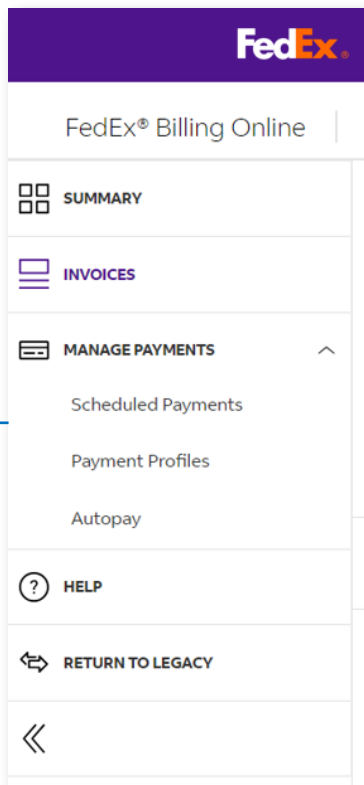 FedEx®
FedEx® Billing Online
SUMMARY
INVOICES
MANAGE PAYMENTS
Scheduled Payments
Payment Profiles
Autopay
? HELP
RETURN TO LEGACY